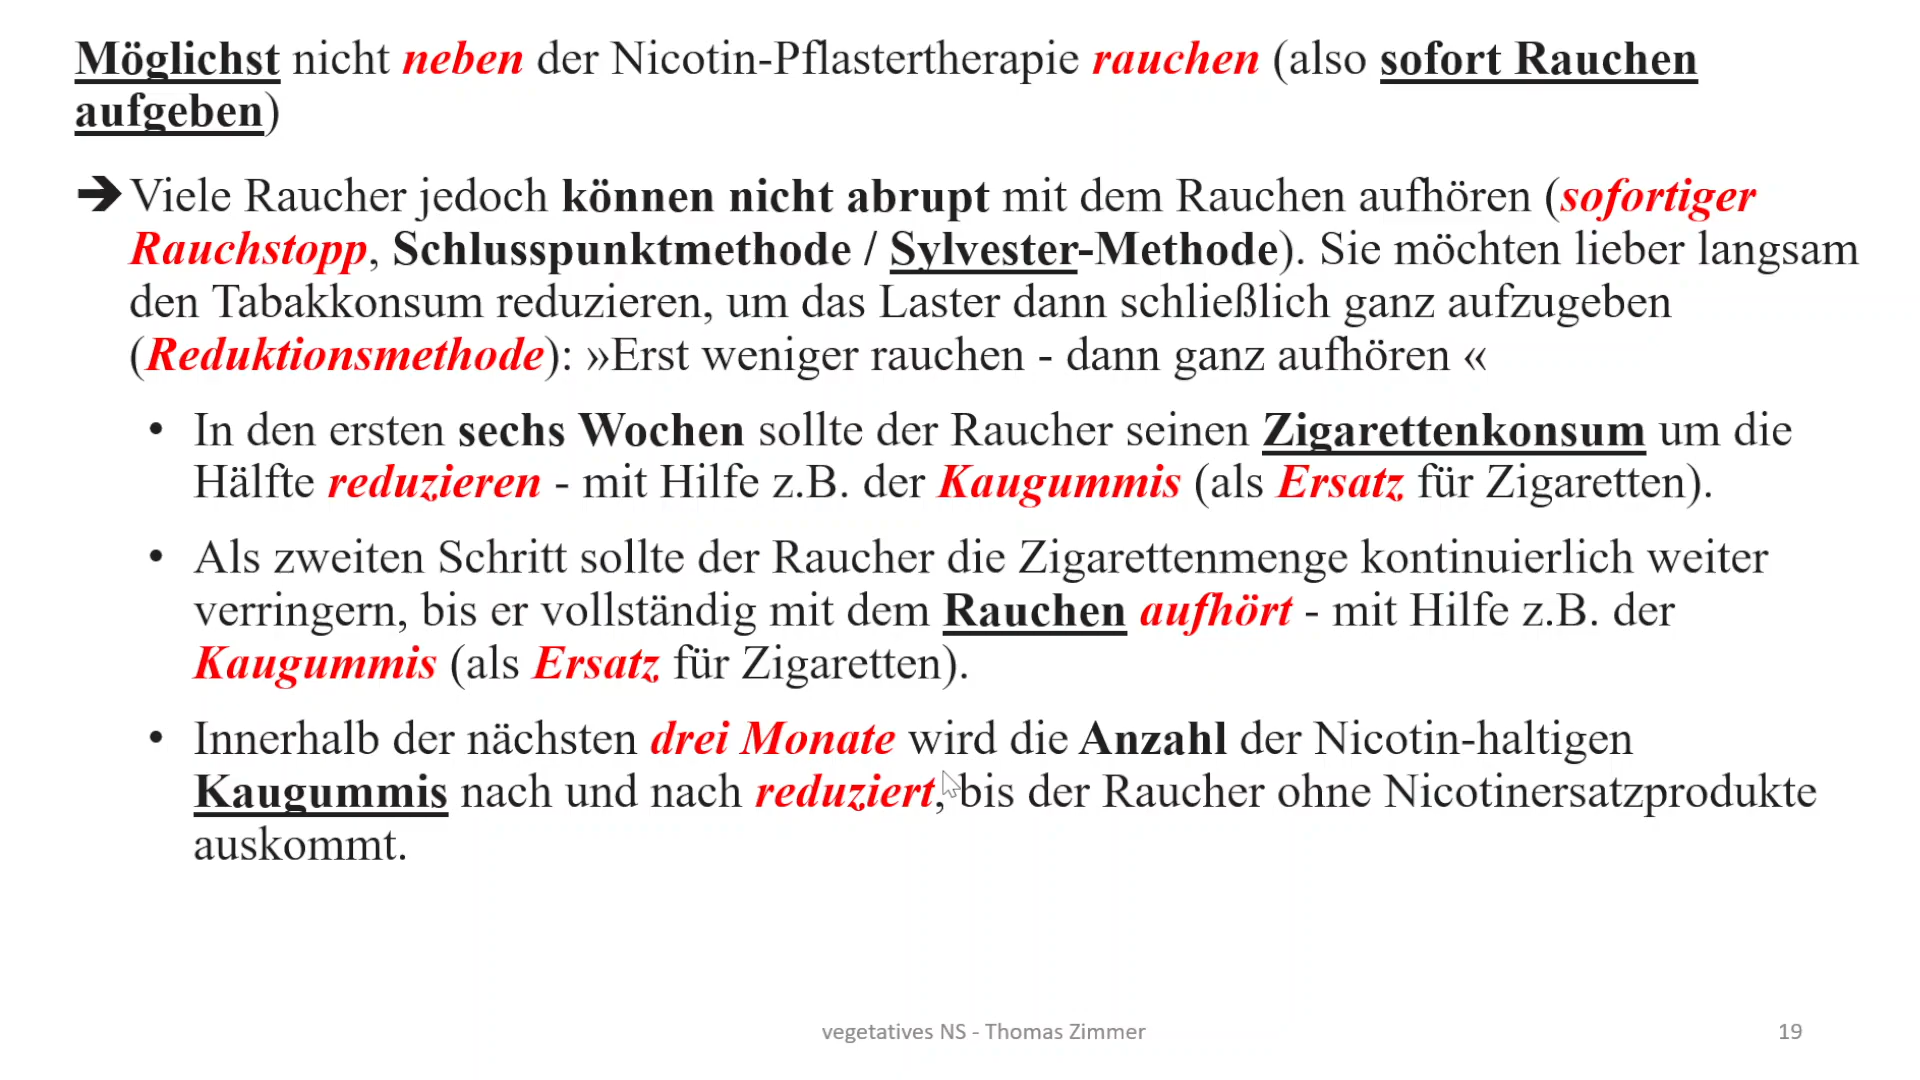 Möglichst nicht neben der Nicotin-Pflastertherapie rauchen (also sofort Rauchen
aufgeben)
➔ Viele Raucher jedoch können nicht abrupt mit dem Rauchen aufhören (sofortiger
Rauchstopp, Schlusspunktmethode / Sylvester-Methode). Sie möchten lieber langsam
den Tabakkonsum reduzieren, um das Laster dann schließlich ganz aufzugeben
(Reduktionsmethode): »Erst weniger rauchen - dann ganz aufhören «
• In den ersten sechs Wochen sollte der Raucher seinen Zigarettenkonsum um die
Hälfte reduzieren - mit Hilfe z.B. der Kaugummis (als Ersatz für Zigaretten).
• Als zweiten Schritt sollte der Raucher die Zigarettenmenge kontinuierlich weiter
verringern, bis er vollständig mit dem Rauchen aufhört - mit Hilfe z.B. der
Kaugummis (als Ersatz für Zigaretten).
• Innerhalb der nächsten drei Monate wird die Anzahl der Nicotin-haltigen
Kaugummis nach und nach reduziert, bis der Raucher ohne Nicotinersatzprodukte
auskommt.
vegetatives NS - Thomas Zimmer
19